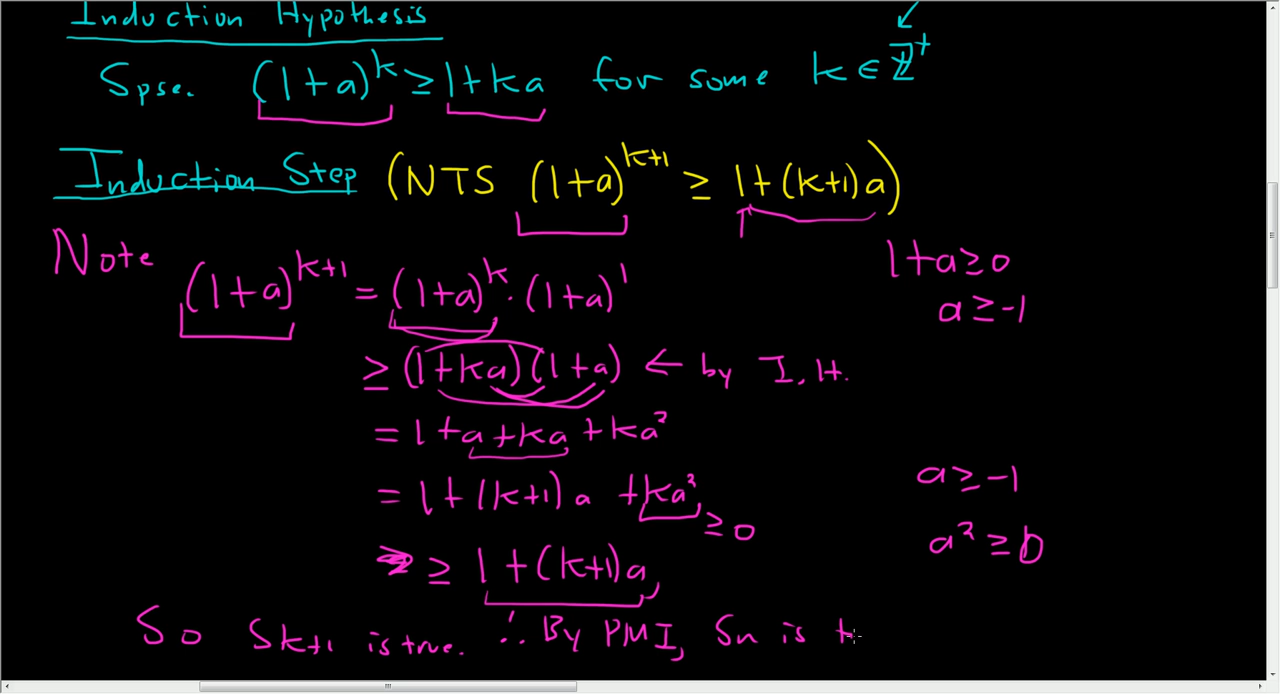 Induction Hypothesis
Spse. (1+a)^k ≥ 1+ka for some k ∈ ℤ^+
Induction Step (NTS (1+a)^{k+1} ≥ 1+(k+1)a)
Note (1+a)^{k+1} = (1+a)^k · (1+a)^1
1+a ≥ 0
a ≥ -1
≥ (1+ka)(1+a) ← by I.H.
= 1+a+ka+ka²
= 1+(k+1)a +ka² ≥ 0
a ≥ -1
a² ≥ 0
≥ 1+(k+1)a,
So S_{k+1} is true. ∴ By PMI, Sn is